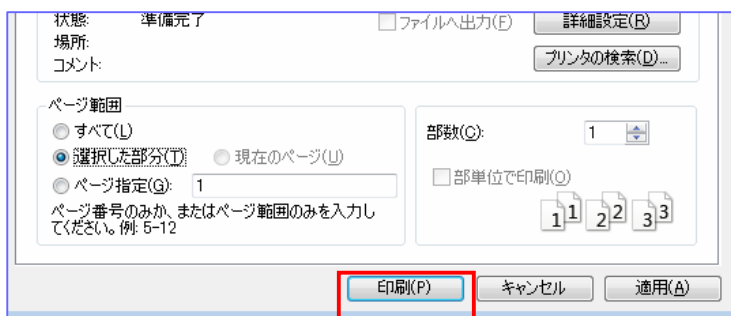 状態: 準備完了
ファイルへ出力(F)
詳細設定(R)
場所:
コメント:
プリンタの検索(D)...
ページ範囲
すべて(L)
選択した部分(T)
現在のページ(U)
ページ指定(G): 1
ページ番号のみか、またはページ範囲のみを入力し
てください。例: 5-12
部数(C): 1
部単位で印刷(O)
1 1 2 2 3 3
印刷(P)
キャンセル
適用(A)